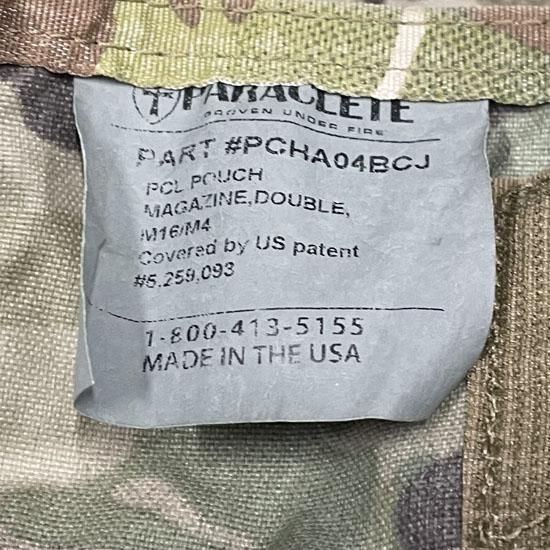 PARACLETE
PROVEN UNDER FIRE
PART #PCHA04BCJ
PCL POUCH
MAGAZINE,DOUBLE,
M16/M4
Covered by US patent
#5,259,093
1-800-413-5155
MADE IN THE USA